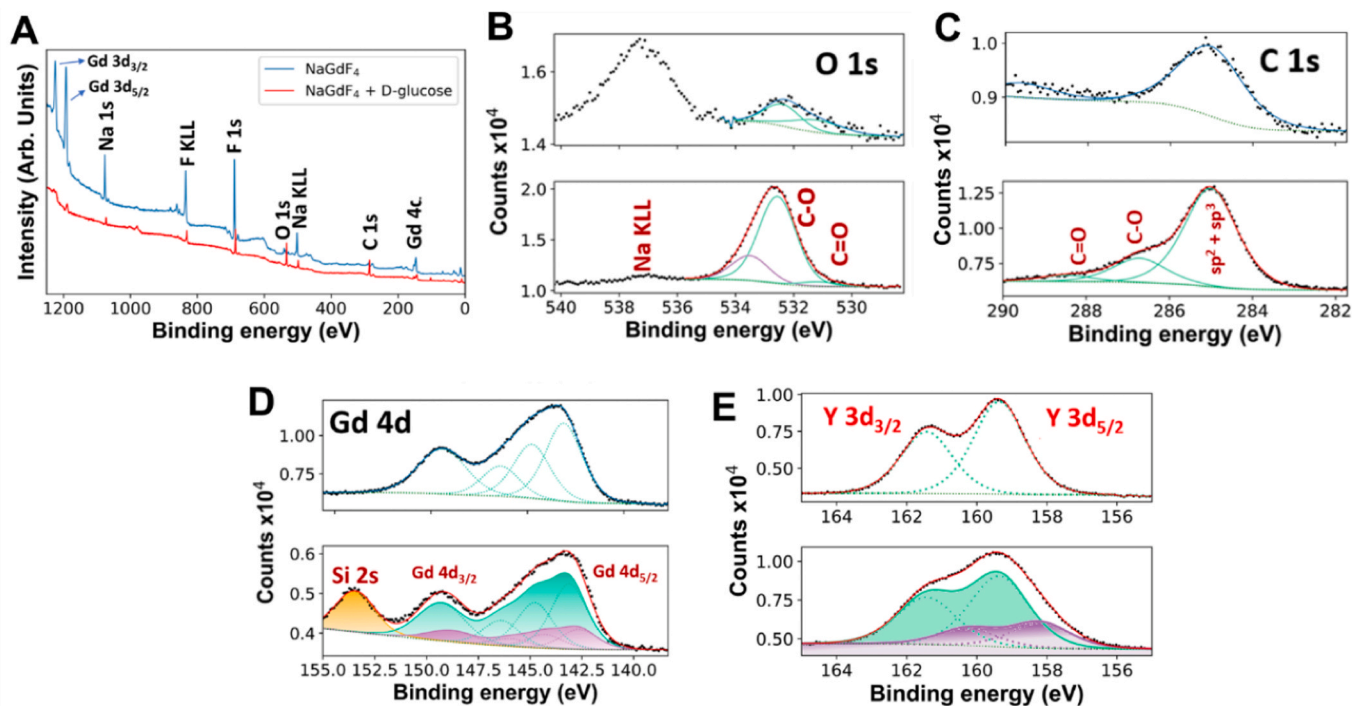 A
Gd 3d3/2
Gd 3d5/2
Na 1s
F KLL
F 1s
O 1s
Na KLL
C 1s
Gd 4c.
NaGdF4
NaGdF4 + D-glucose
Intensity (Arb. Units)
1250 1000 800 600 400 200 0
Binding energy (eV)
B
O 1s
1.6
1.4
2.0
1.5
1.0
Na KLL
C-O
C=O
Counts x10^4
540 538 536 534 532 530
Binding energy (eV)
C
C 1s
1.0
0.9
1.25
1.00
0.75
C=O
C-O
sp2 + sp3
Counts x10^4
290 288 286 284 282
Binding energy (eV)
D
Gd 4d
1.00
0.75
0.6
0.5
0.4
Si 2s
Gd 4d3/2
Gd 4d5/2
Counts x10^4
155.0 152.5 150.0 147.5 145.0 142.5 140.0
Binding energy (eV)
E
Y 3d3/2
Y 3d5/2
1.00
0.75
0.50
164 162 160 158 156
1.00
0.75
0.50
Counts x10^4
164 162 160 158 156
Binding energy (eV)